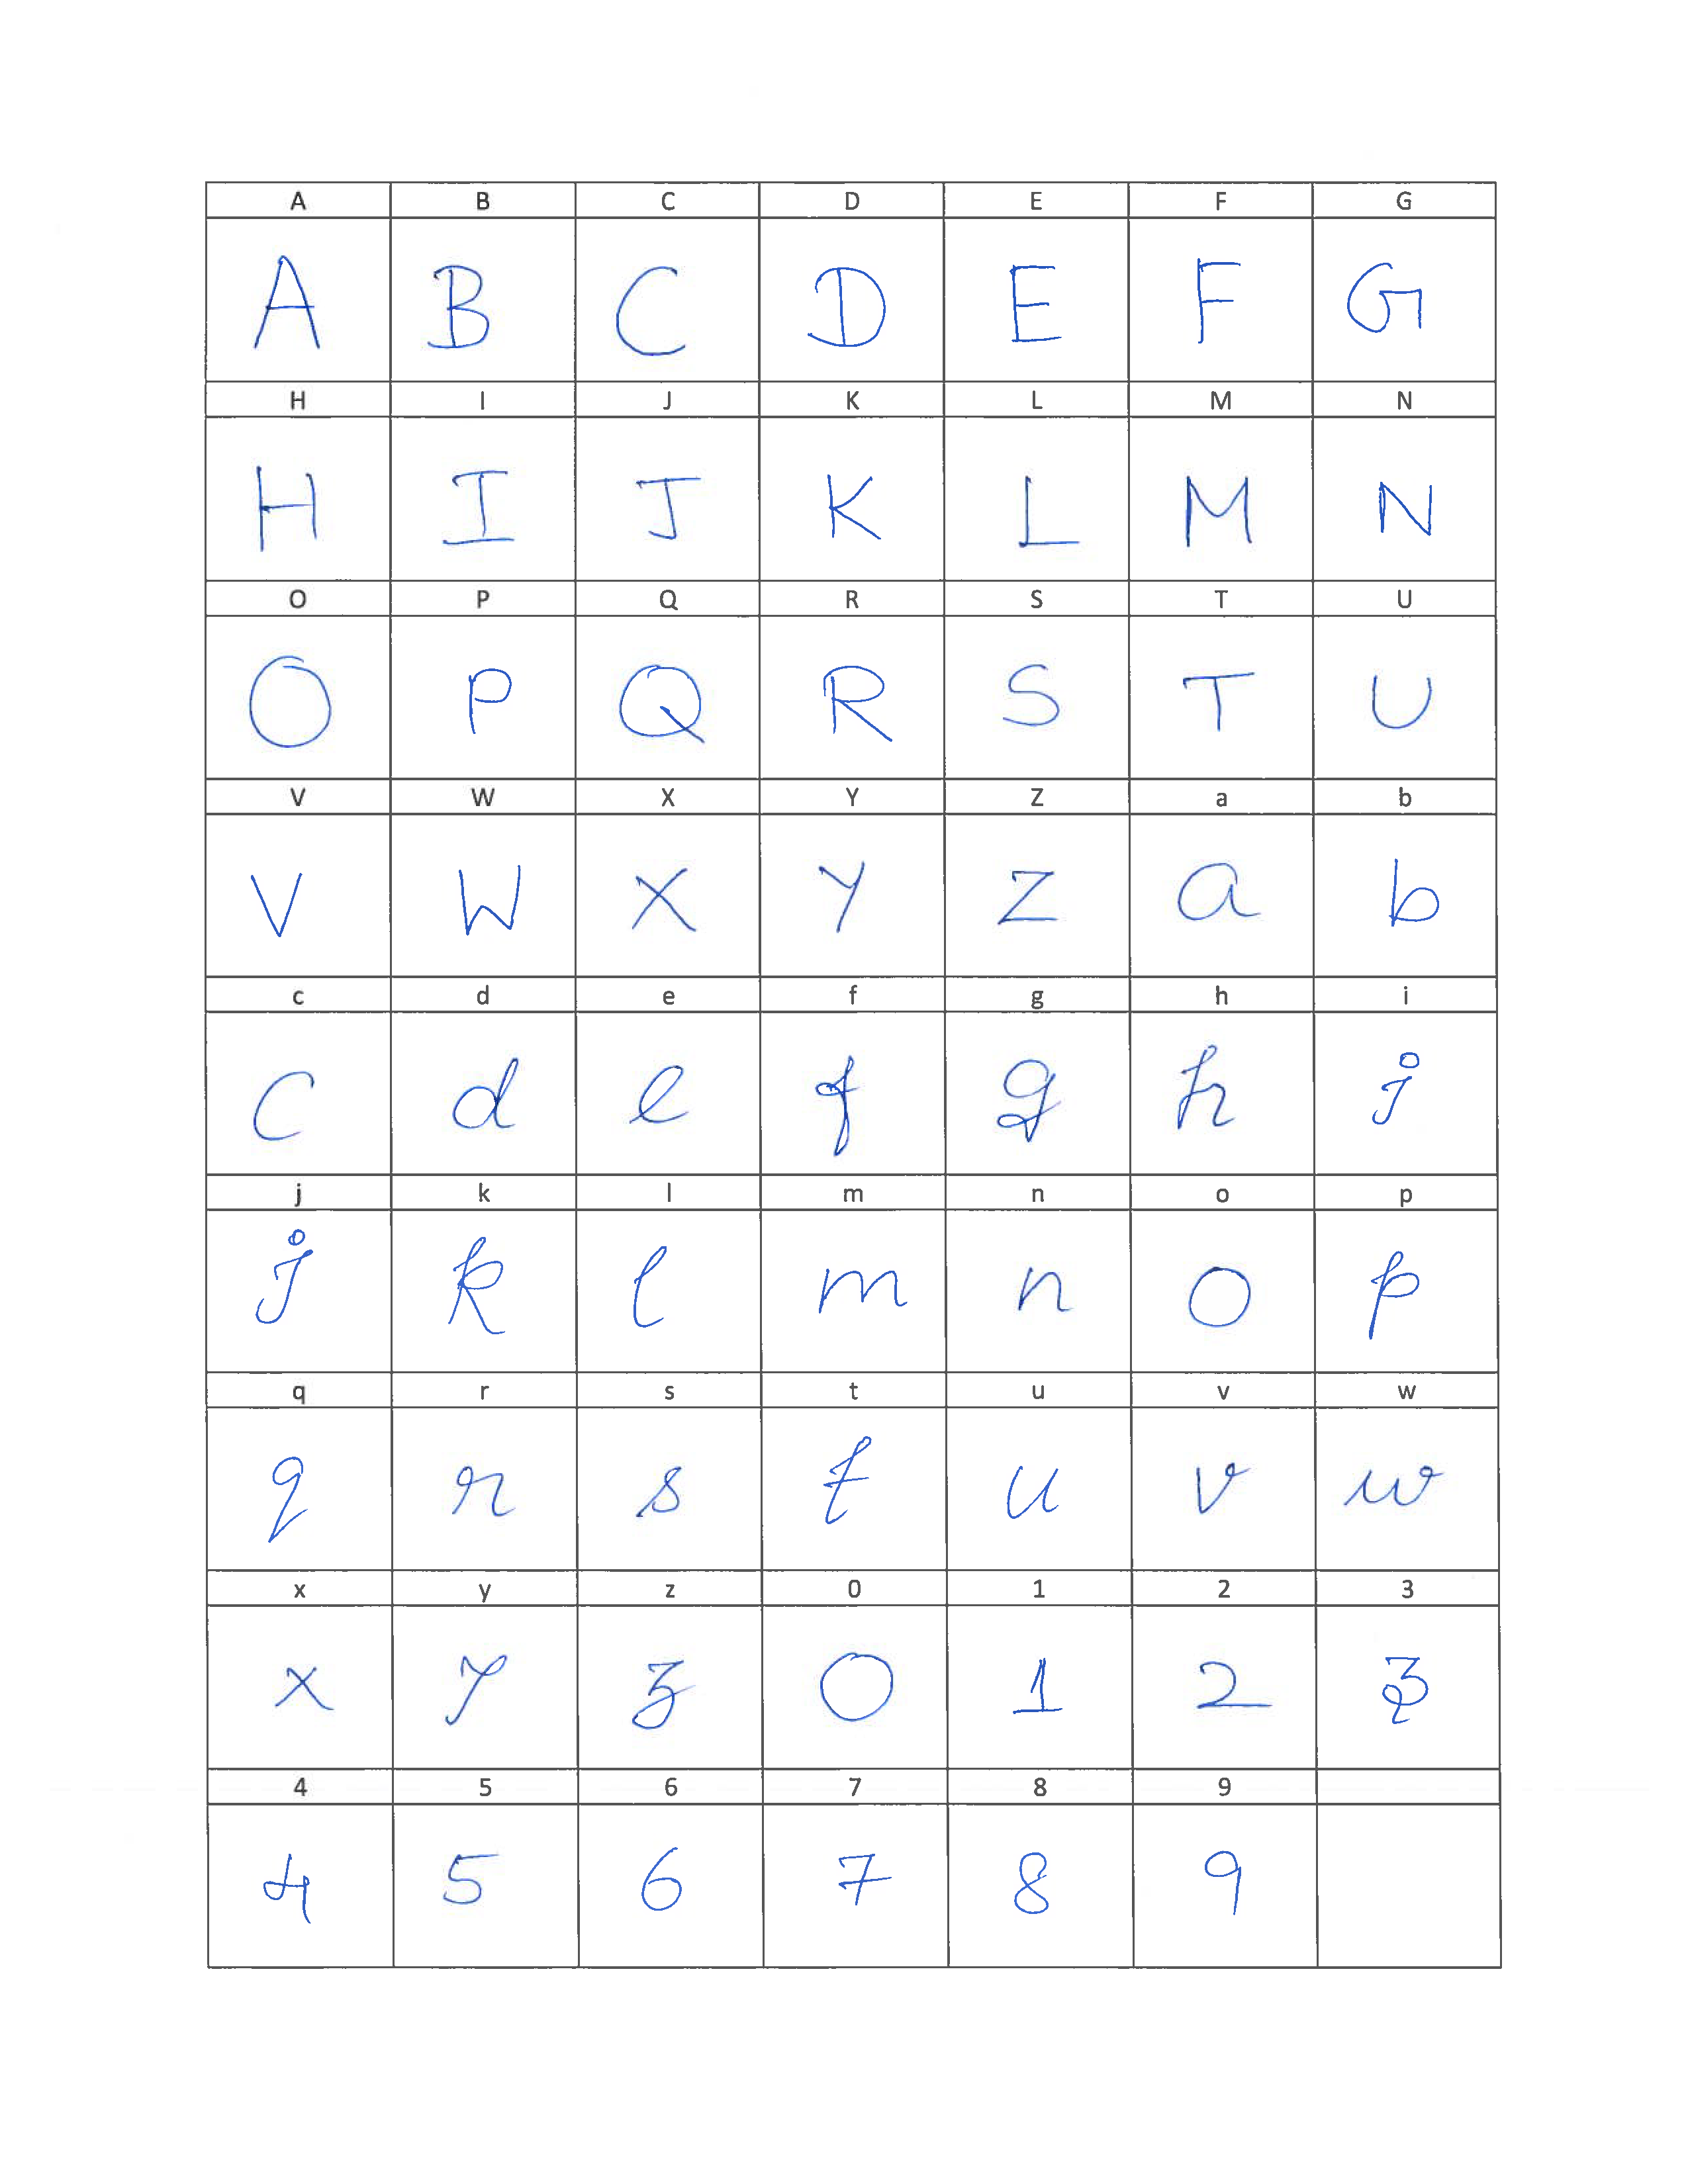 A B C D E F G
A B C D E F G
H I J K L M N
H I J K L M N
O P Q R S T U
O P Q R S T U
V W X Y Z a b
V W X Y Z a b
c d e f g h i
c d e f g h i
j k l m n o p
j k l m n o p
q r s t u v w
q r s t u v w
x y z 0 1 2 3
x y z 0 1 2 3
4 5 6 7 8 9
4 5 6 7 8 9